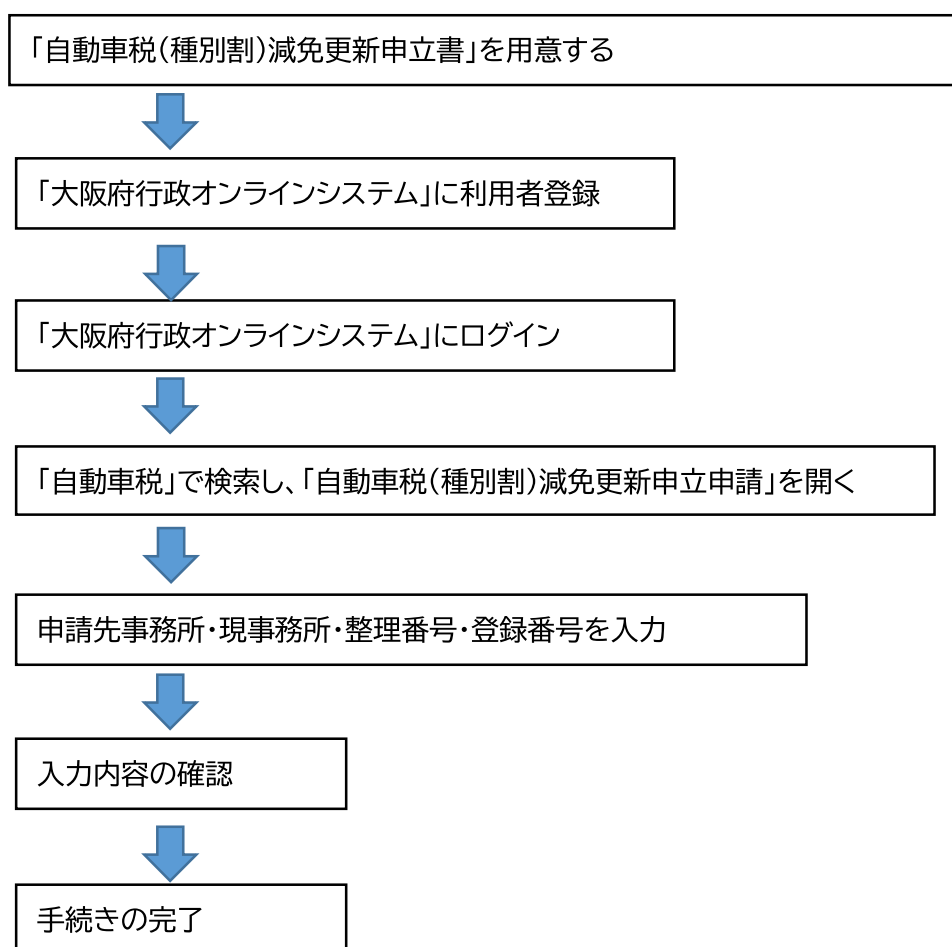 「自動車税(種別割)減免更新申立書」を用意する
「大阪府行政オンラインシステム」に利用者登録
「大阪府行政オンラインシステム」にログイン
「自動車税」で検索し、「自動車税(種別割)減免更新申立申請」を開く
申請先事務所・現事務所・整理番号・登録番号を入力
入力内容の確認
手続きの完了